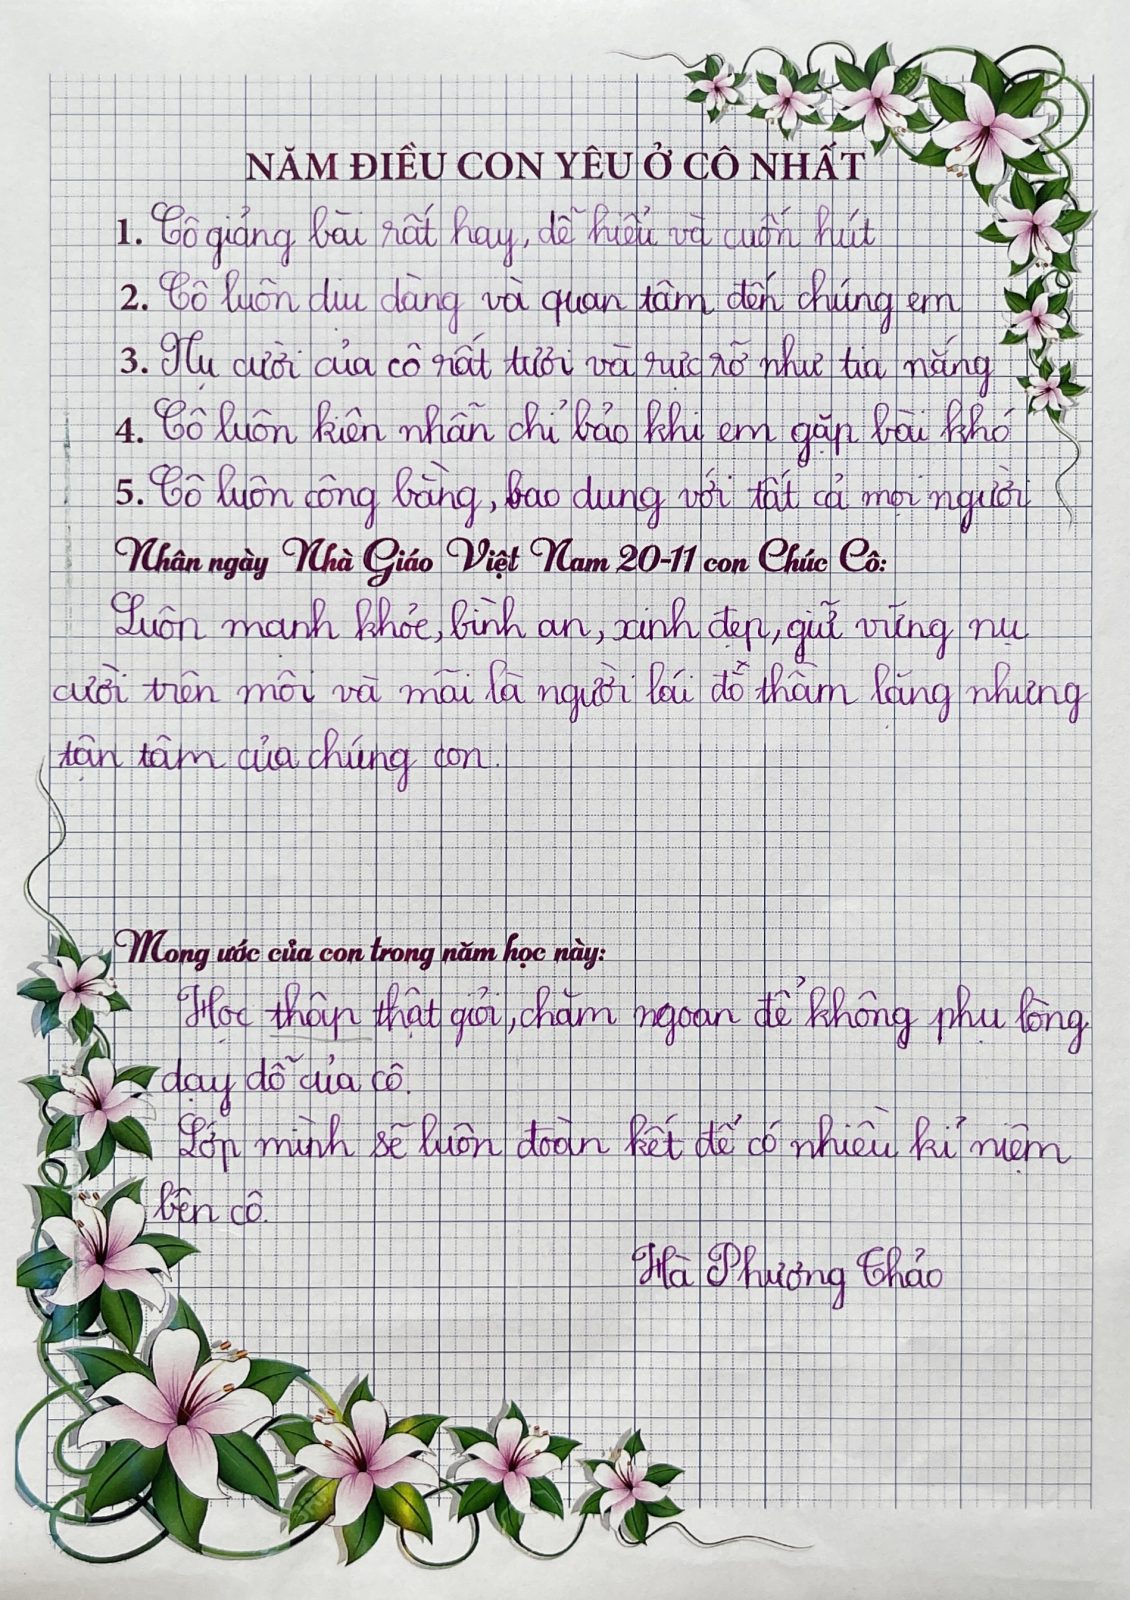 NĂM ĐIỀU CON YÊU Ở CÔ NHẤT
1. Cô giảng bài rất hay, dễ hiểu và cuốn hút
2. Cô luôn dịu dàng và quan tâm đến chúng em
3. Nụ cười của cô rất tươi và rực rỡ như tia nắng
4. Cô luôn kiên nhẫn chỉ bảo khi em gặp bài khó
5. Cô luôn công bằng, bao dung với tất cả mọi người
Nhân ngày Nhà Giáo Việt Nam 20-11 con Chúc Cô:
Luôn mạnh khỏe, bình an, xinh đẹp, giữ vững nụ
cười trên môi và mãi là người lái đò thầm lặng nhưng
tận tâm của chúng con.
Mong ước của con trong năm học này:
Học thâp thật giỏi, chăm ngoan để không phụ lòng
dạy dỗ của cô.
Lớp mình sẽ luôn đoàn kết để có nhiều kỉ niệm
bên cô.
Hà Phương Thảo